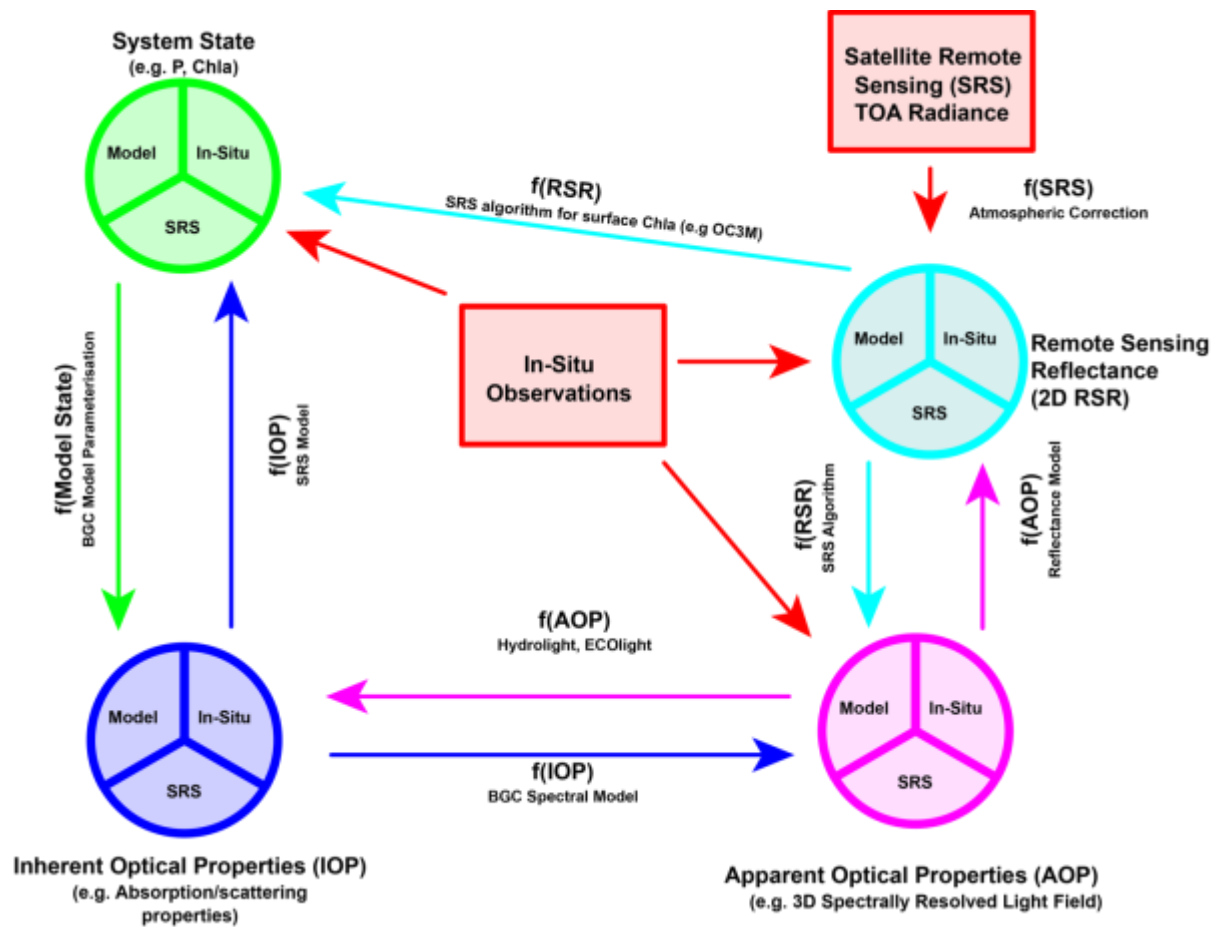 System State
(e.g. P, Chla)
Model
In-Situ
SRS
Satellite Remote
Sensing (SRS)
TOA Radiance
f(SRS)
Atmospheric Correction
f(RSR)
SRS algorithm for surface Chla (e.g OC3M)
In-Situ
Observations
Model
In-Situ
SRS
Remote Sensing
Reflectance
(2D RSR)
f(Model State)
BGC Model Parameterisation
f(IOP)
SRS Model
f(RSR)
SRS Algorithm
f(AOP)
Reflectance Model
f(AOP)
Hydrolight, ECOlight
f(IOP)
BGC Spectral Model
Model
In-Situ
SRS
Inherent Optical Properties (IOP)
(e.g. Absorption/scattering
properties)
Model
In-Situ
SRS
Apparent Optical Properties (AOP)
(e.g. 3D Spectrally Resolved Light Field)